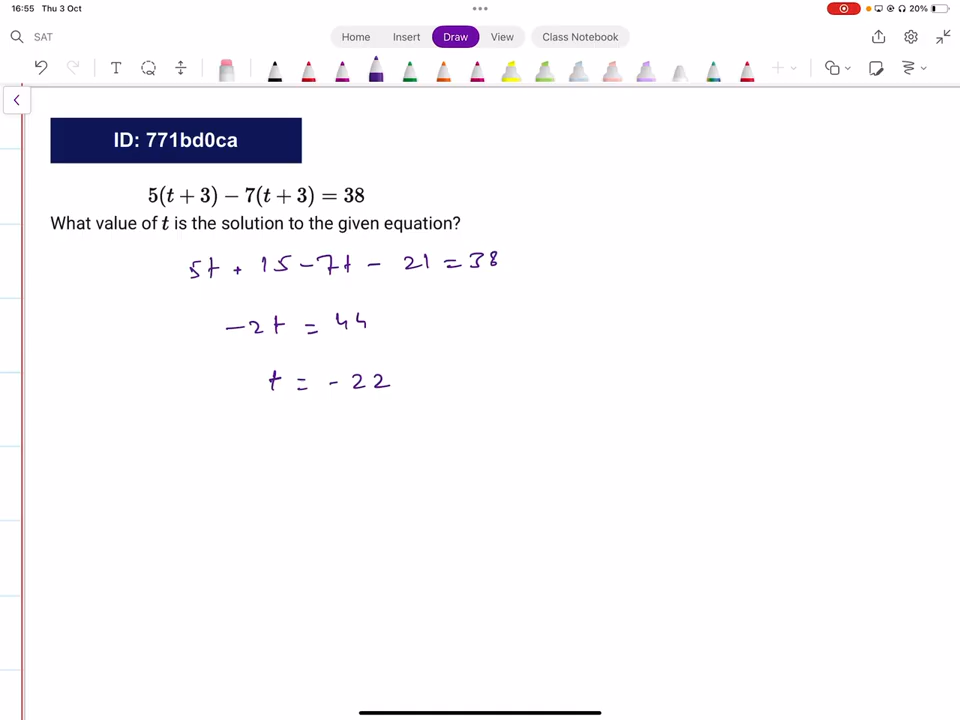 16:55 Thu 3 Oct
20%
SAT
Home Insert Draw View Class Notebook
T
ID: 771bd0ca
5(t + 3) − 7(t + 3) = 38
What value of t is the solution to the given equation?
5t + 15 - 7t - 21 = 38
-2t = 44
t = -22